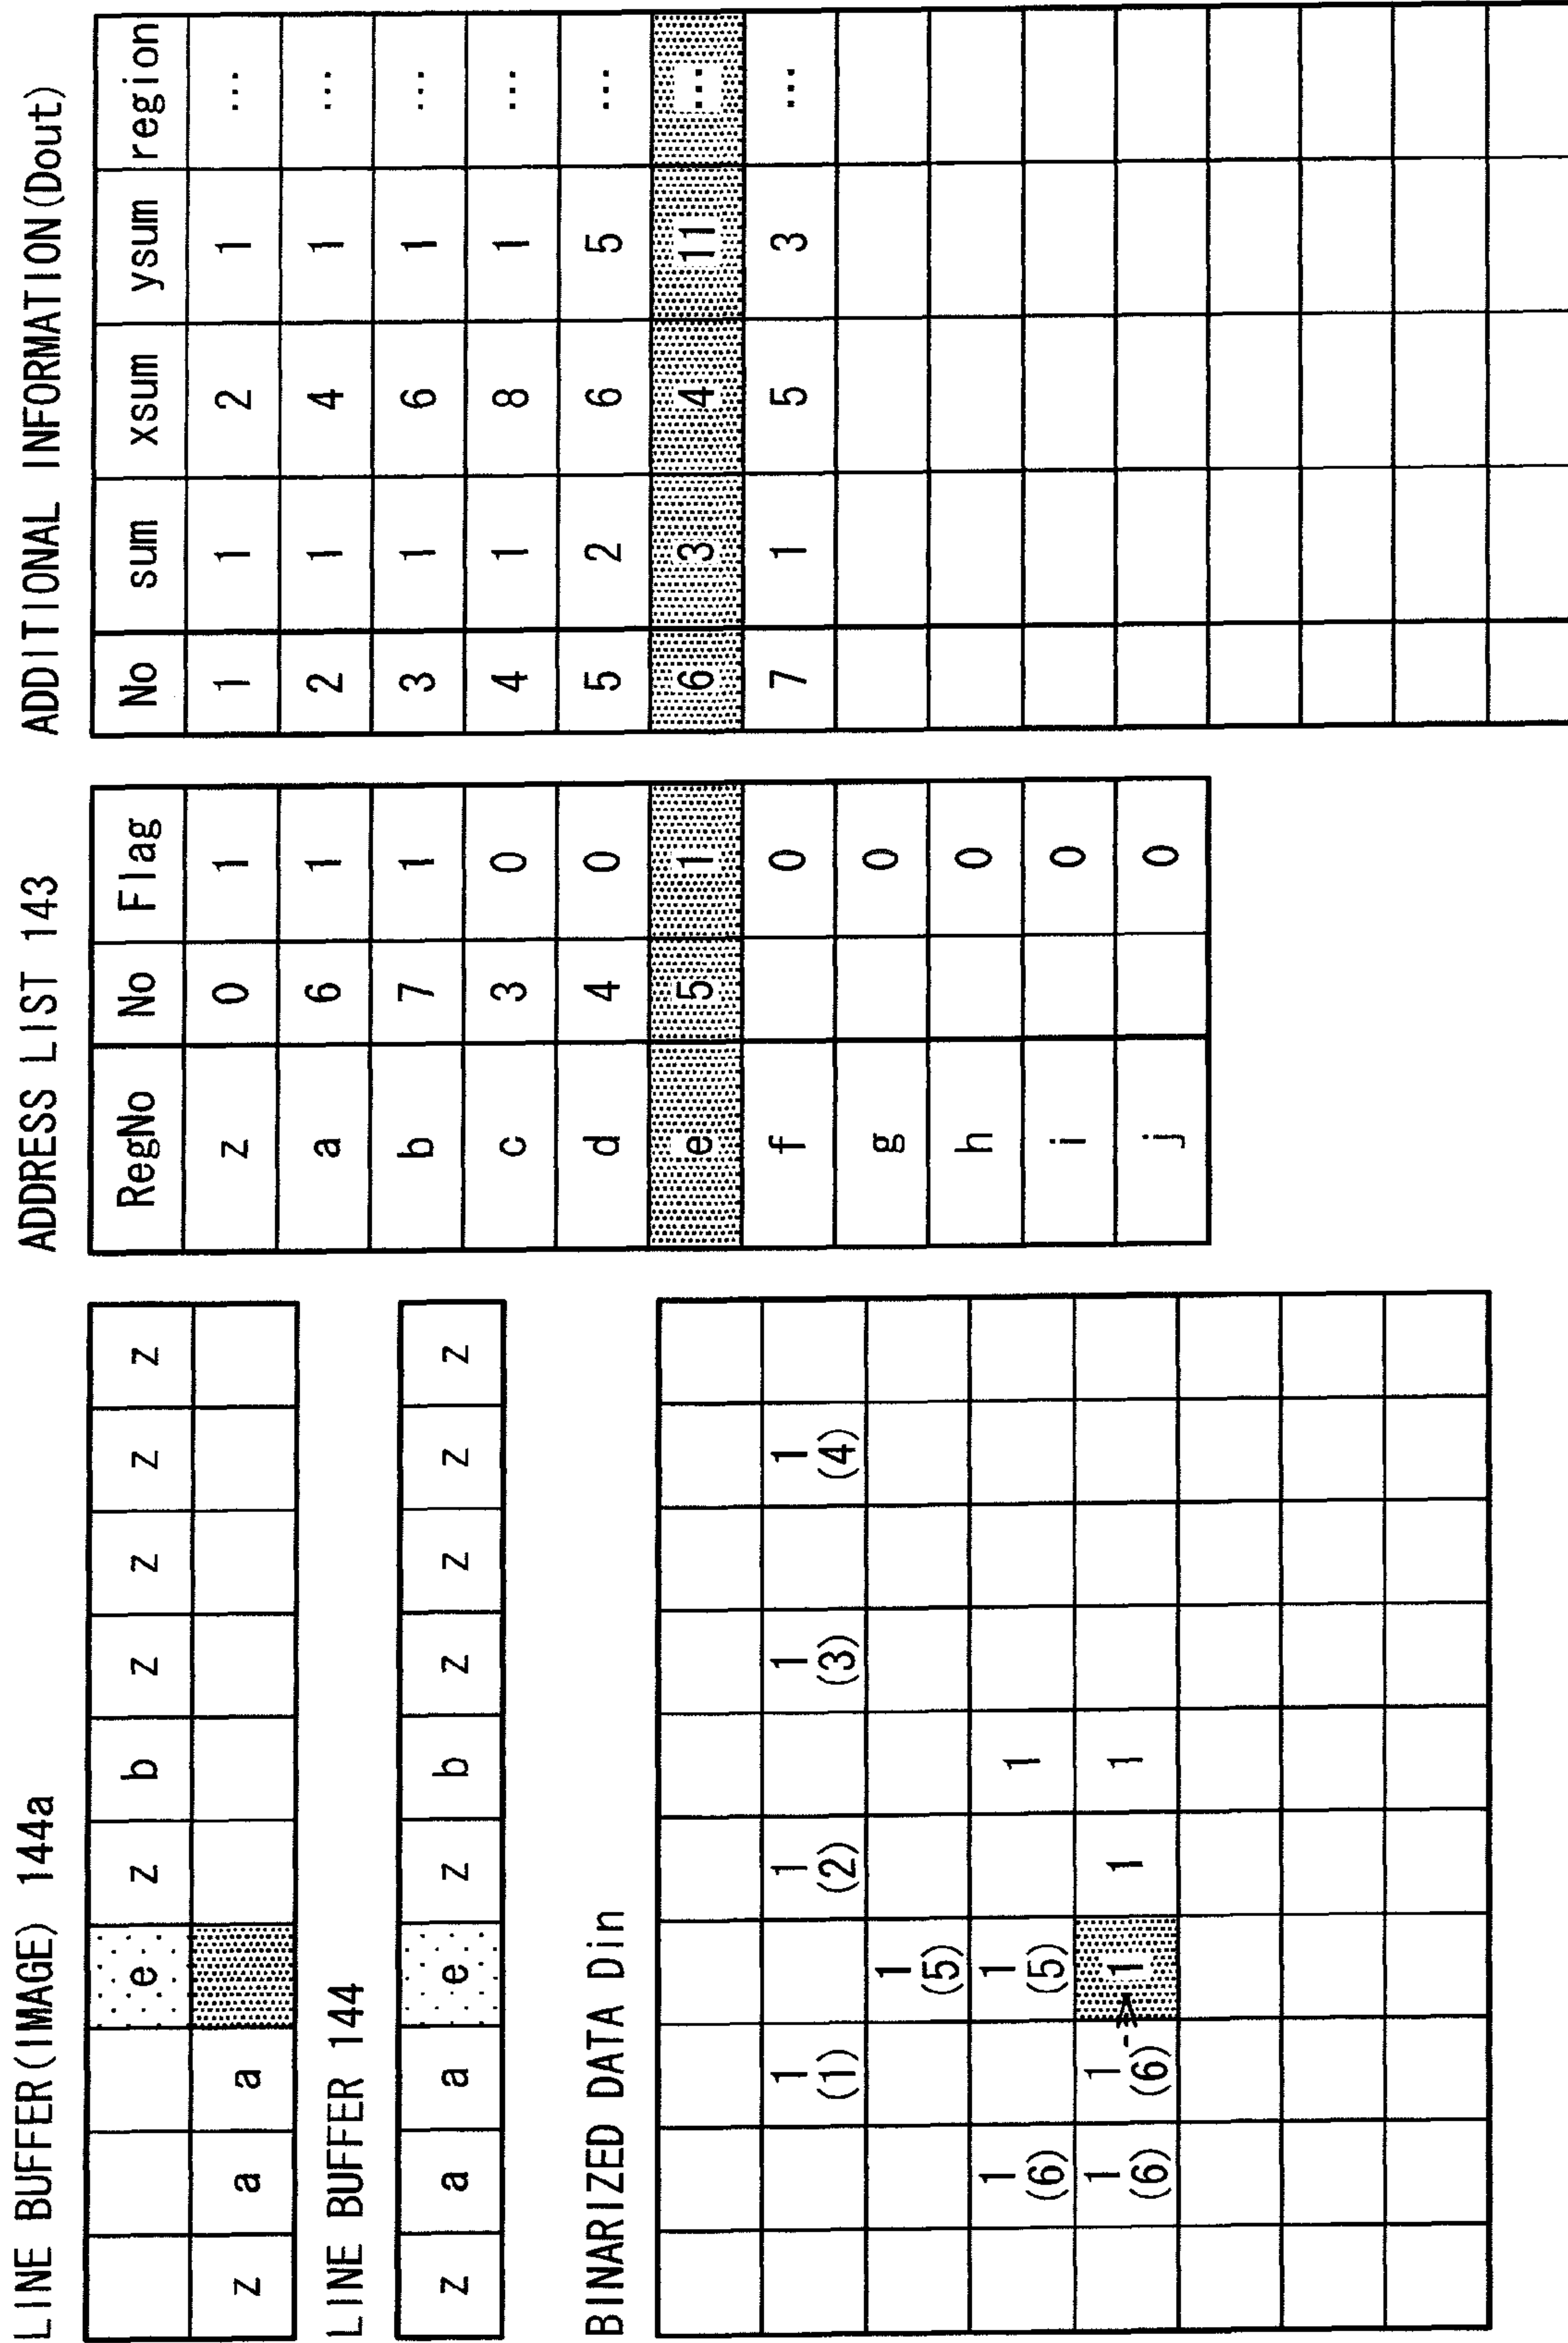 LINE BUFFER(IMAGE) 144a
e z b z z z z
z a a
LINE BUFFER 144
z a a e z b z z z z
BINARIZED DATA Din
1 1 1 1
(1) (2) (3) (4)
1
(5)
1 1 1
(6) (5)
1 1 1 1 1
(6) (6)
ADDRESS LIST 143
RegNo No Flag
z 0 1
a 6 1
b 7 1
c 3 0
d 4 0
e 5 1
f 0
g 0
h 0
i 0
j 0
ADDITIONAL INFORMATION(Dout)
No sum xsum ysum region
1 1 2 1 ...
2 1 4 1 ...
3 1 6 1 ...
4 1 8 1 ...
5 2 6 5 ...
6 3 4 11 ...
7 1 5 3 ...